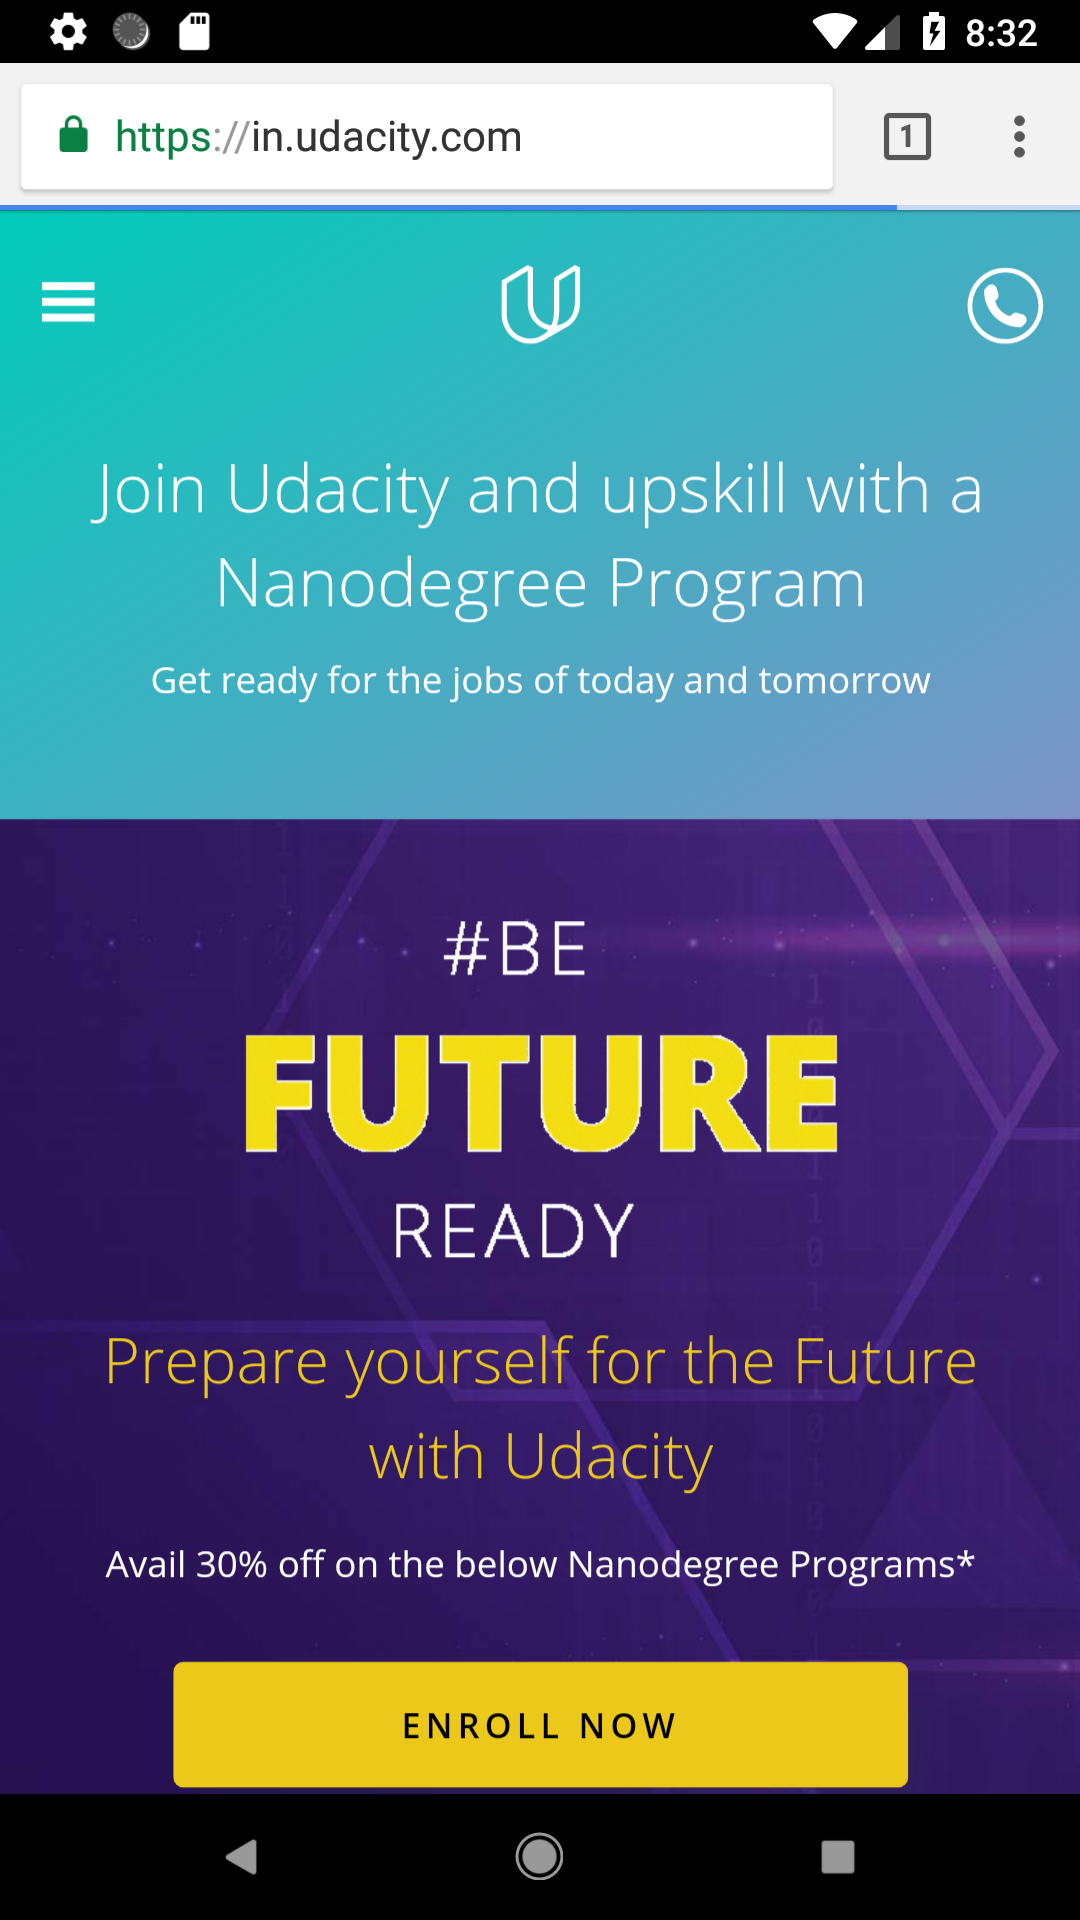 8:32
https://in.udacity.com
1
Join Udacity and upskill with a
Nanodegree Program
Get ready for the jobs of today and tomorrow
#BE
FUTURE
READY
Prepare yourself for the Future
with Udacity
Avail 30% off on the below Nanodegree Programs*
ENROLL NOW